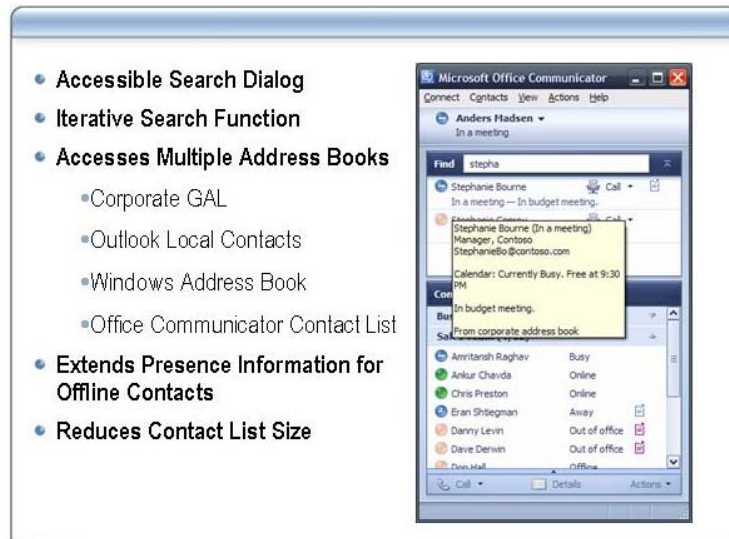 Accessible Search Dialog
Iterative Search Function
Accesses Multiple Address Books
Corporate GAL
Outlook Local Contacts
Windows Address Book
Office Communicator Contact List
Extends Presence Information for
Offline Contacts
Reduces Contact List Size
Microsoft Office Communicator
Connect Contacts View Actions Help
Anders Madsen
In a meeting
Find stepha
Stephanie Bourne Call
In a meeting — In budget meeting.
Call
Stephanie Bourne (In a meeting)
Manager, Contoso
StephanieBo@contoso.com
Calendar: Currently Busy. Free at 9:30
PM
In budget meeting.
From corporate address book
Amritansh Raghav Busy
Ankur Chavda Online
Chris Preston Online
Eran Shtiegman Away
Danny Levin Out of office
Dave Derwin Out of office
Don Hall Offline
Call Details Actions